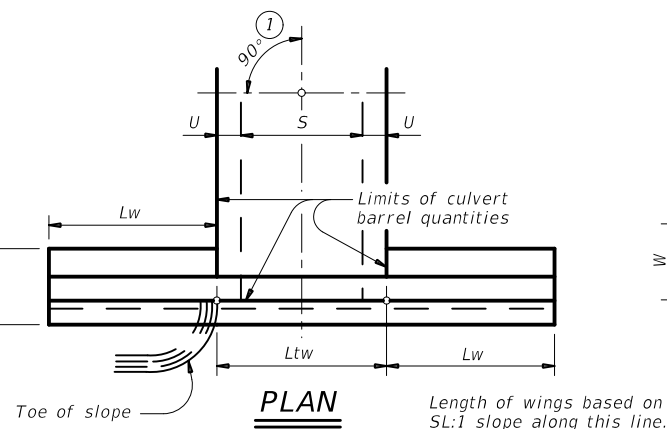 1
90°
U
S
U
Limits of culvert
barrel quantities
Lw
W
Ltw
Lw
Toe of slope
PLAN
Length of wings based on
SL:1 slope along this line.